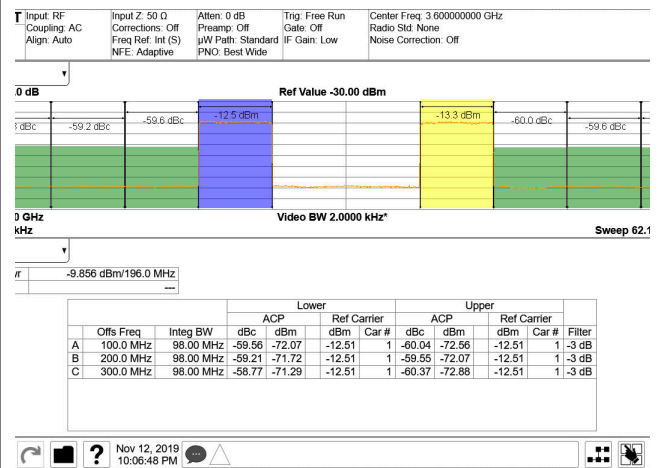 Input: RF
Coupling: AC
Align: Auto
Input Z: 50 Ω
Corrections: Off
Freq Ref: Int (S)
NFE: Adaptive
Atten: 0 dB
Preamp: Off
µW Path: Standard
PNO: Best Wide
Trig: Free Run
Gate: Off
IF Gain: Low
Center Freq: 3.600000000 GHz
Radio Std: None
Noise Correction: Off
.0 dB Ref Value -30.00 dBm
dBc -59.2 dBc -59.6 dBc -12.5 dBm -13.3 dBm -60.0 dBc -59.6 dBc
0 GHz Video BW 2.0000 kHz*
kHz Sweep 62.1
-9.856 dBm/196.0 MHz
---
Lower Upper
ACP Ref Carrier ACP Ref Carrier
Offs Freq Integ BW dBc dBm dBm Car # dBc dBm dBm Car # Filter
A 100.0 MHz 98.00 MHz -59.56 -72.07 -12.51 1 -60.04 -72.56 -12.51 1 -3 dB
B 200.0 MHz 98.00 MHz -59.21 -71.72 -12.51 1 -59.55 -72.07 -12.51 1 -3 dB
C 300.0 MHz 98.00 MHz -58.77 -71.29 -12.51 1 -60.37 -72.88 -12.51 1 -3 dB
? Nov 12, 2019
10:06:48 PM